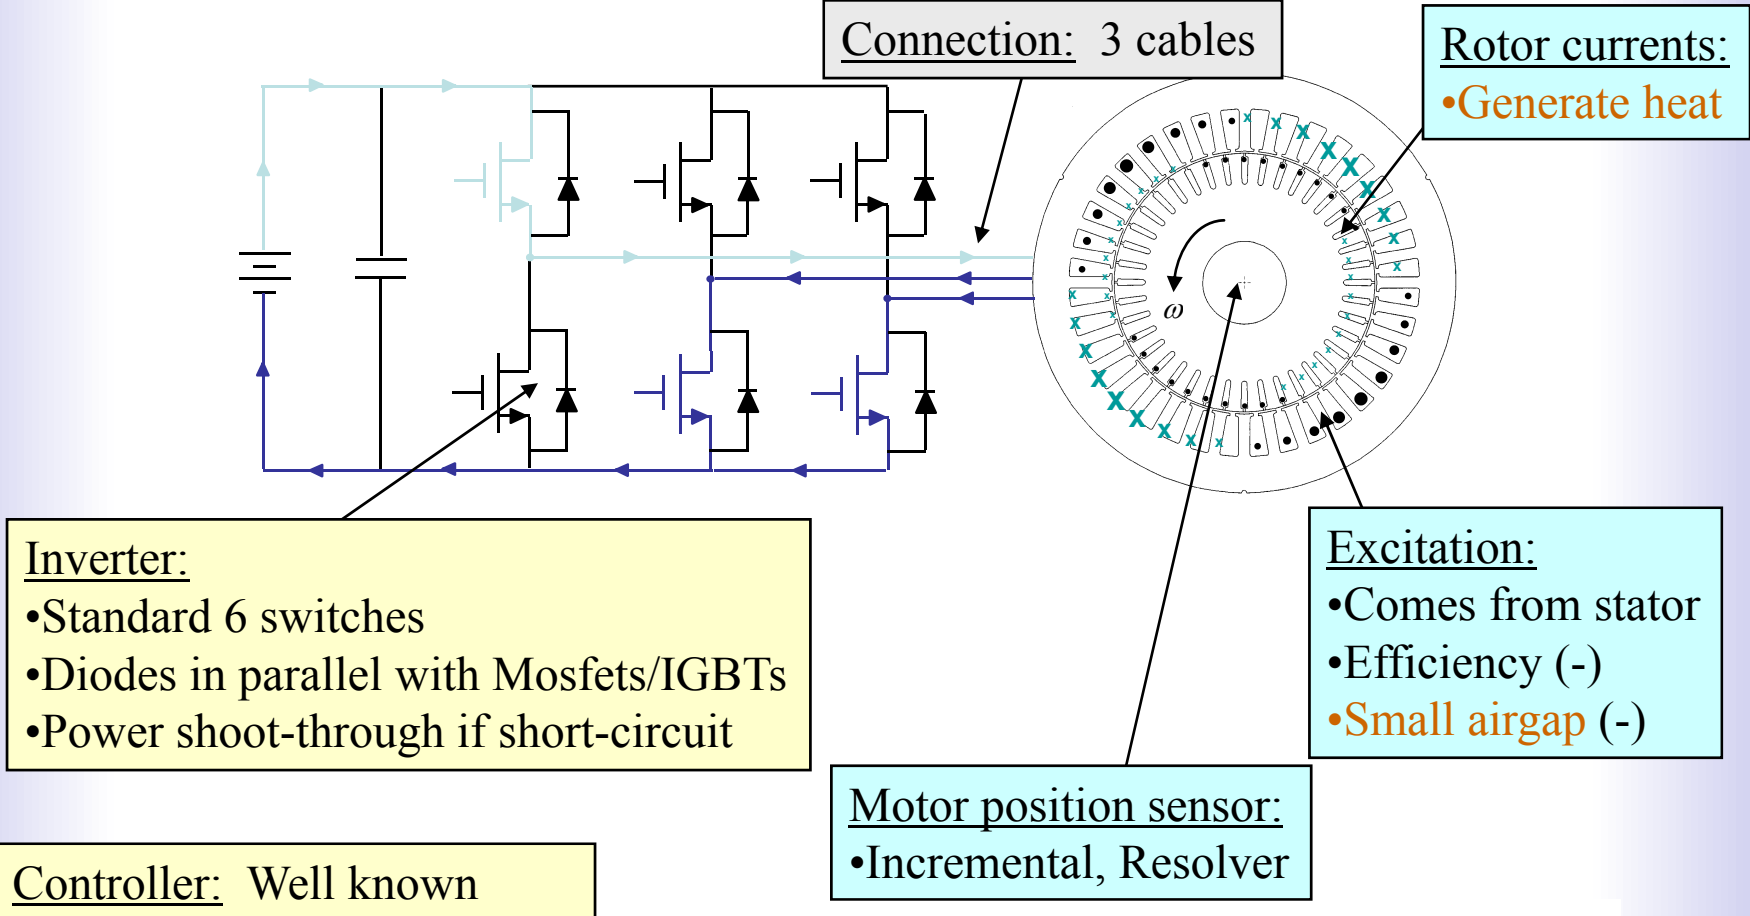 Connection: 3 cables
Rotor currents:
•Generate heat
ω
Inverter:
•Standard 6 switches
•Diodes in parallel with Mosfets/IGBTs
•Power shoot-through if short-circuit
Excitation:
•Comes from stator
•Efficiency (-)
•Small airgap (-)
Motor position sensor:
•Incremental, Resolver
Controller: Well known